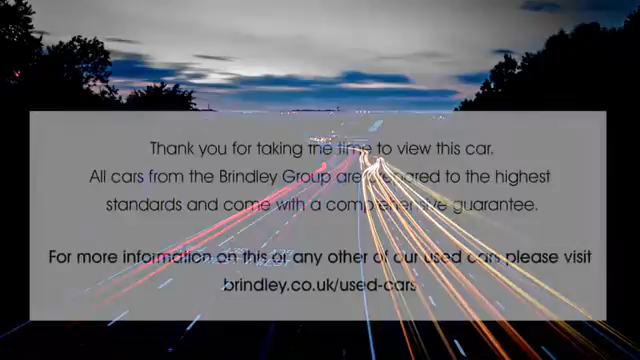 Thank you for taking the time to view this car.
All cars from the Brindley Group are prepared to the highest
standards and come with a comprehensive guarantee.
For more information on this or any other of our used cars please visit
brindley.co.uk/used-cars